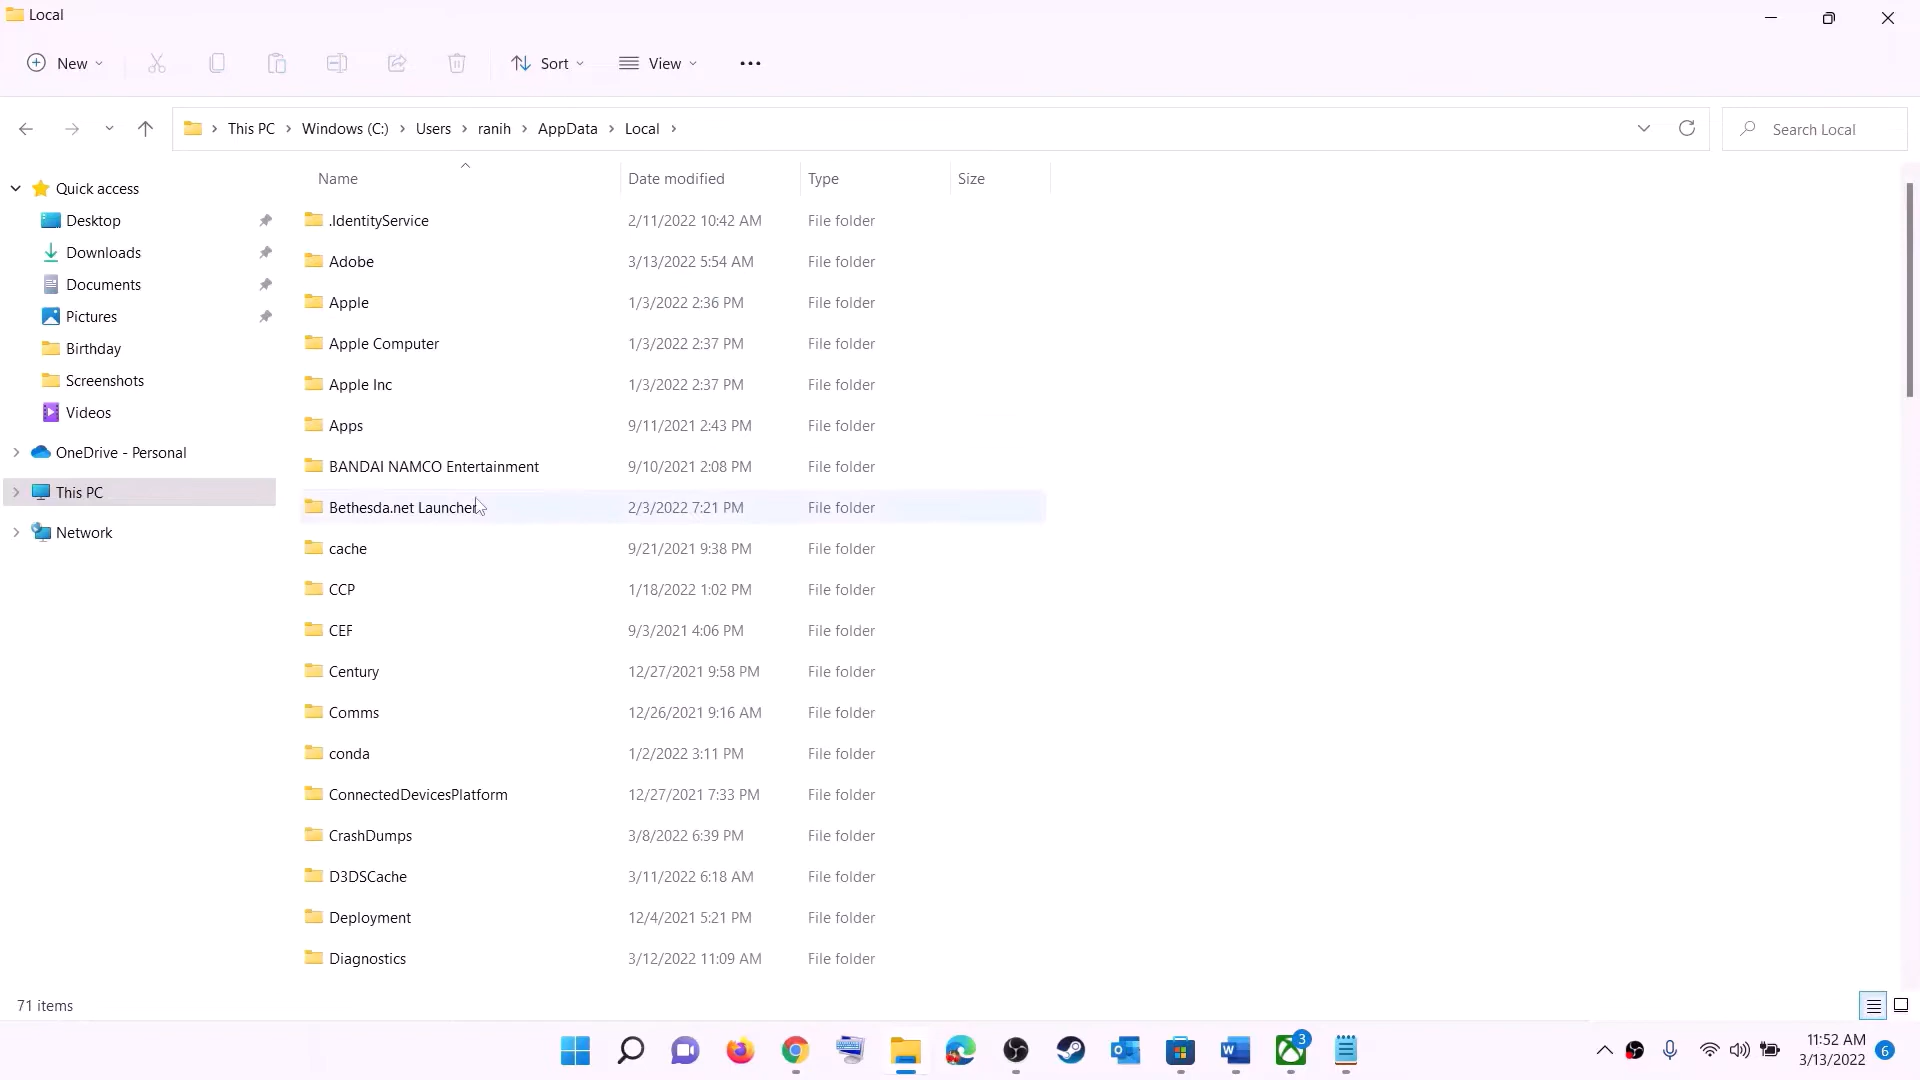 Local
New
Sort
View
This PC
Windows (C:)
Users
ranih
AppData
Local
Search Local
Name
Date modified
Type
Size
Quick access
Desktop
Downloads
Documents
Pictures
Birthday
Screenshots
Videos
OneDrive - Personal
This PC
Network
.IdentityService 2/11/2022 10:42 AM File folder
Adobe 3/13/2022 5:54 AM File folder
Apple 1/3/2022 2:36 PM File folder
Apple Computer 1/3/2022 2:37 PM File folder
Apple Inc 1/3/2022 2:37 PM File folder
Apps 9/11/2021 2:43 PM File folder
BANDAI NAMCO Entertainment 9/10/2021 2:08 PM File folder
Bethesda.net Launcher 2/3/2022 7:21 PM File folder
cache 9/21/2021 9:38 PM File folder
CCP 1/18/2022 1:02 PM File folder
CEF 9/3/2021 4:06 PM File folder
Century 12/27/2021 9:58 PM File folder
Comms 12/26/2021 9:16 AM File folder
conda 1/2/2022 3:11 PM File folder
ConnectedDevicesPlatform 12/27/2021 7:33 PM File folder
CrashDumps 3/8/2022 6:39 PM File folder
D3DSCache 3/11/2022 6:18 AM File folder
Deployment 12/4/2021 5:21 PM File folder
Diagnostics 3/12/2022 11:09 AM File folder
71 items
3
11:52 AM
3/13/2022
6